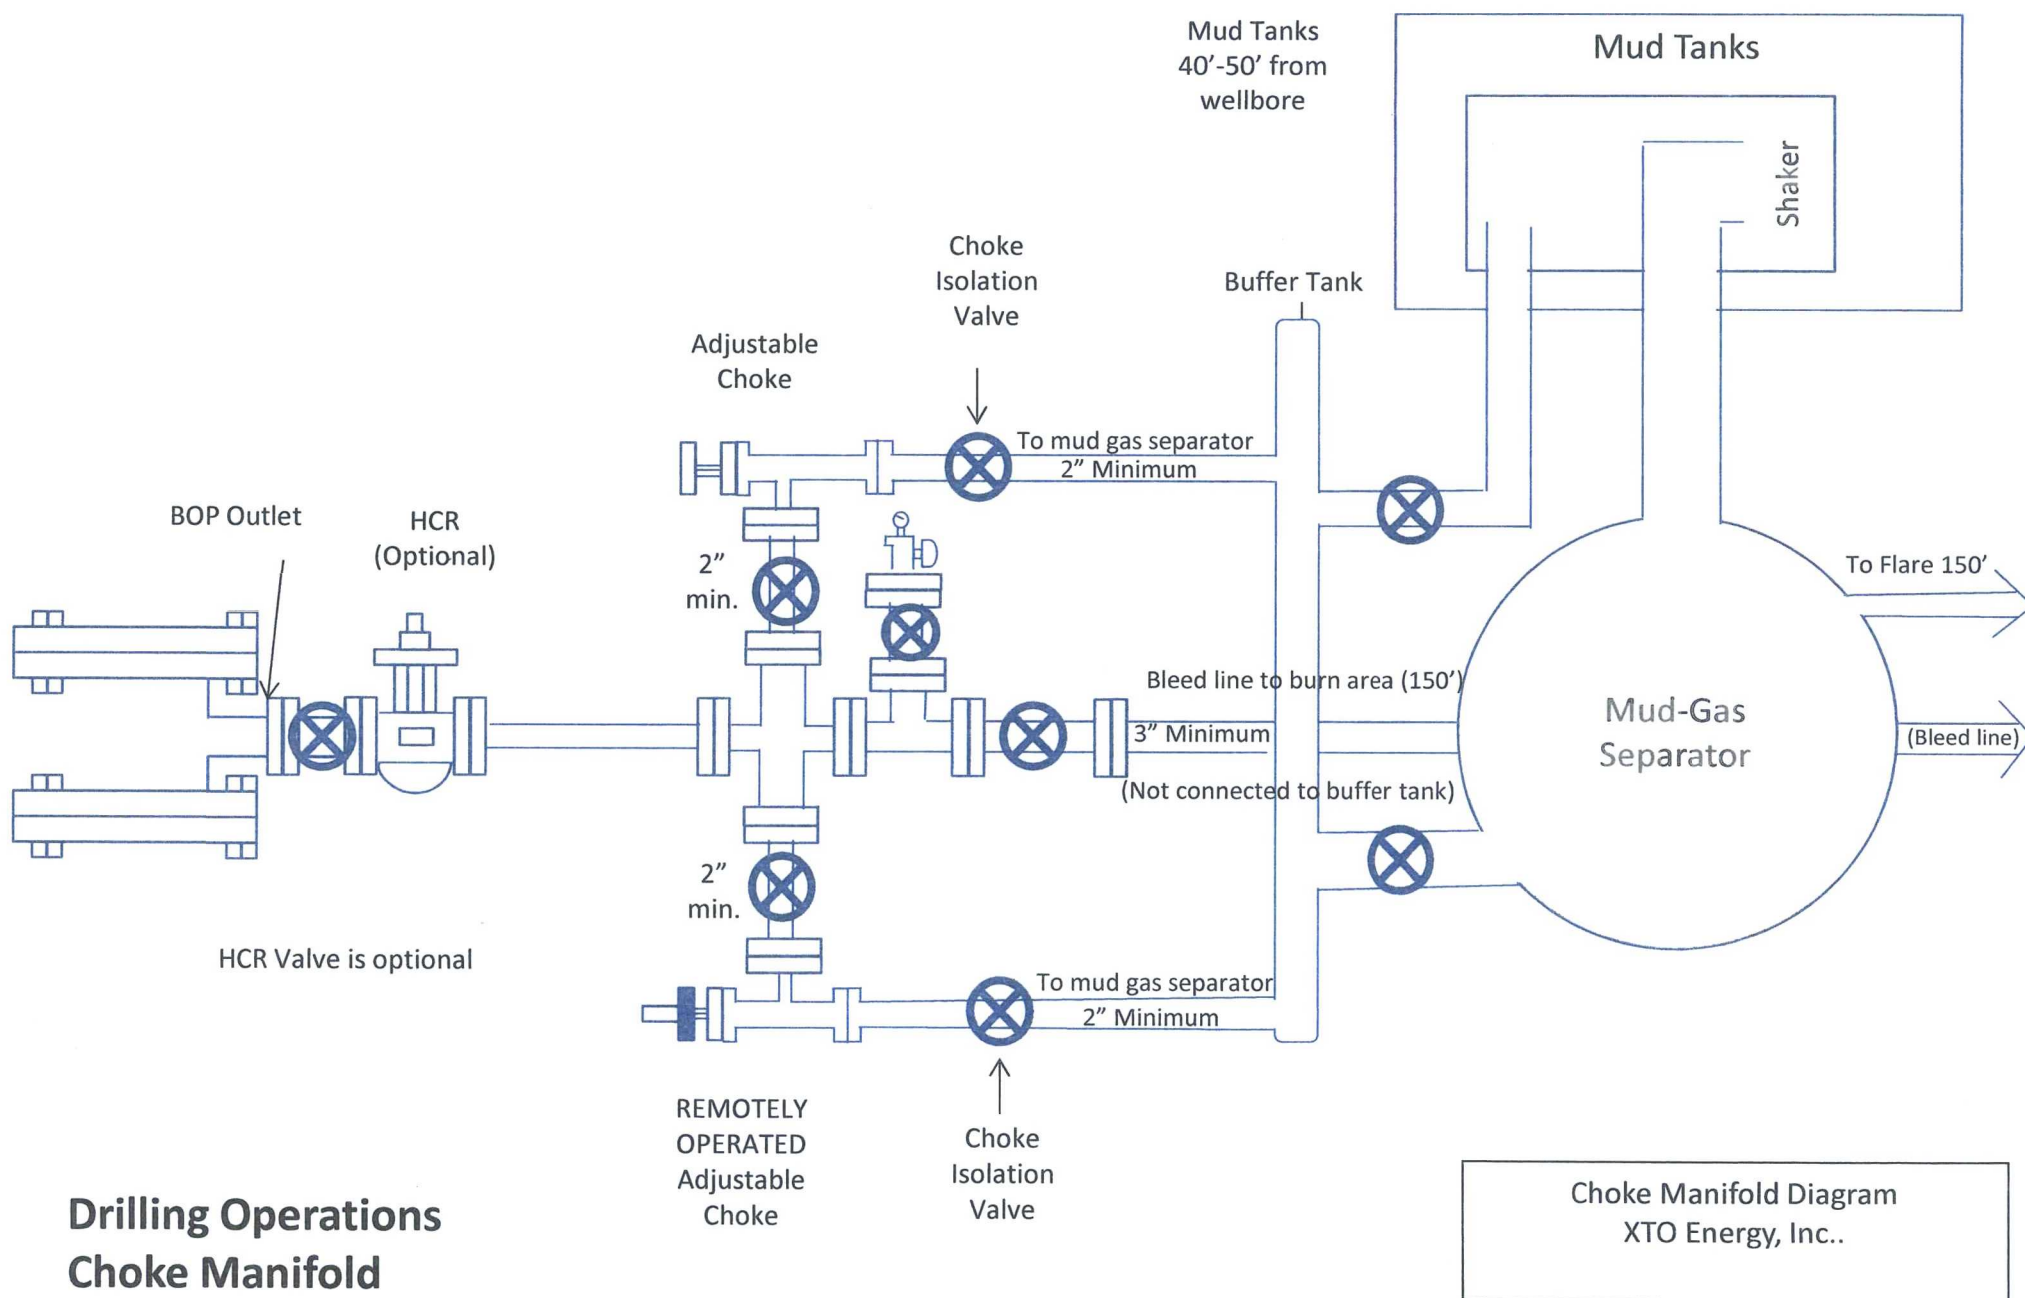 Mud Tanks
40’-50’ from
wellbore
Mud Tanks
Shaker
Choke
Isolation
Valve
Buffer Tank
Adjustable
Choke
To mud gas separator
2” Minimum
BOP Outlet
HCR
(Optional)
2”
min.
To Flare 150’
Bleed line to burn area (150’)
3” Minimum
(Not connected to buffer tank)
Mud-Gas
Separator
(Bleed line)
2”
min.
HCR Valve is optional
To mud gas separator
2” Minimum
REMOTELY
OPERATED
Adjustable
Choke
Choke
Isolation
Valve
Drilling Operations
Choke Manifold
Choke Manifold Diagram
XTO Energy, Inc..